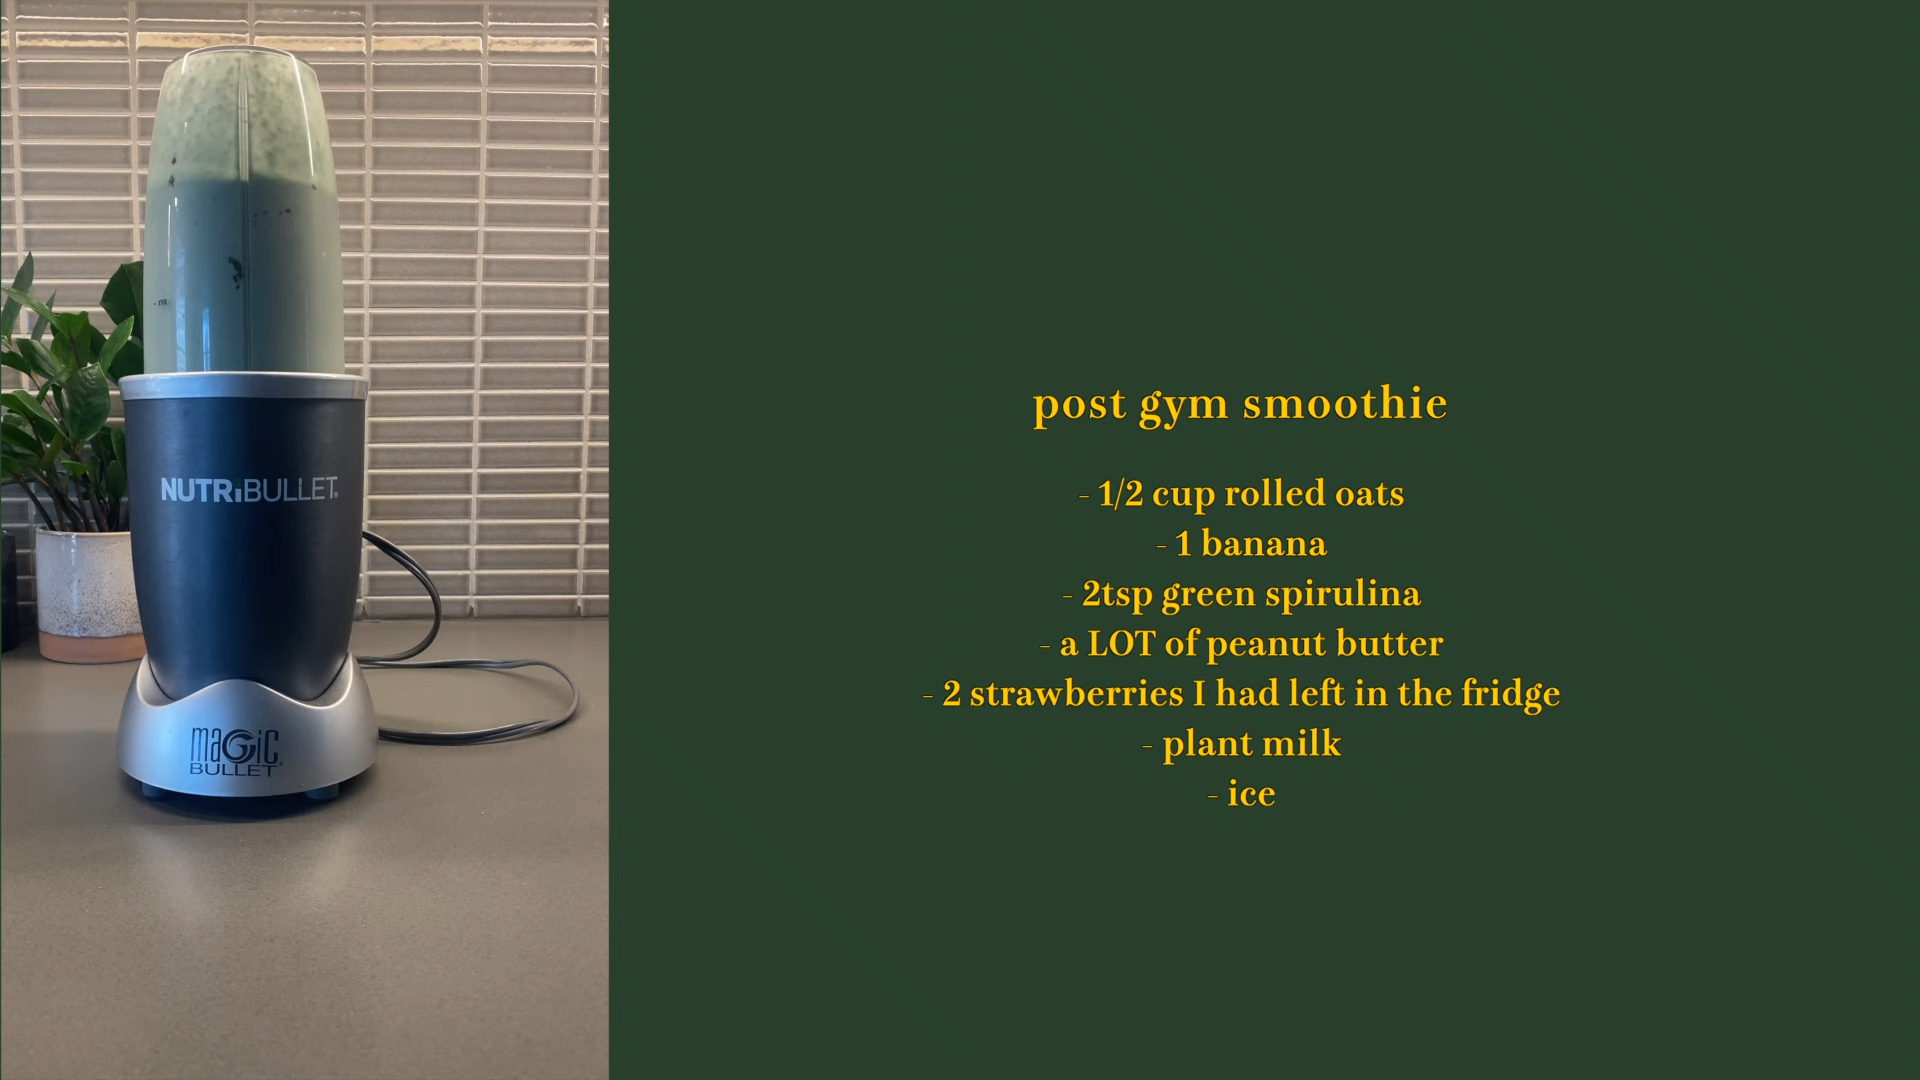 NUTRiBULLET
magic
BULLET
post gym smoothie
- 1/2 cup rolled oats
- 1 banana
- 2tsp green spirulina
- a LOT of peanut butter
- 2 strawberries I had left in the fridge
- plant milk
- ice